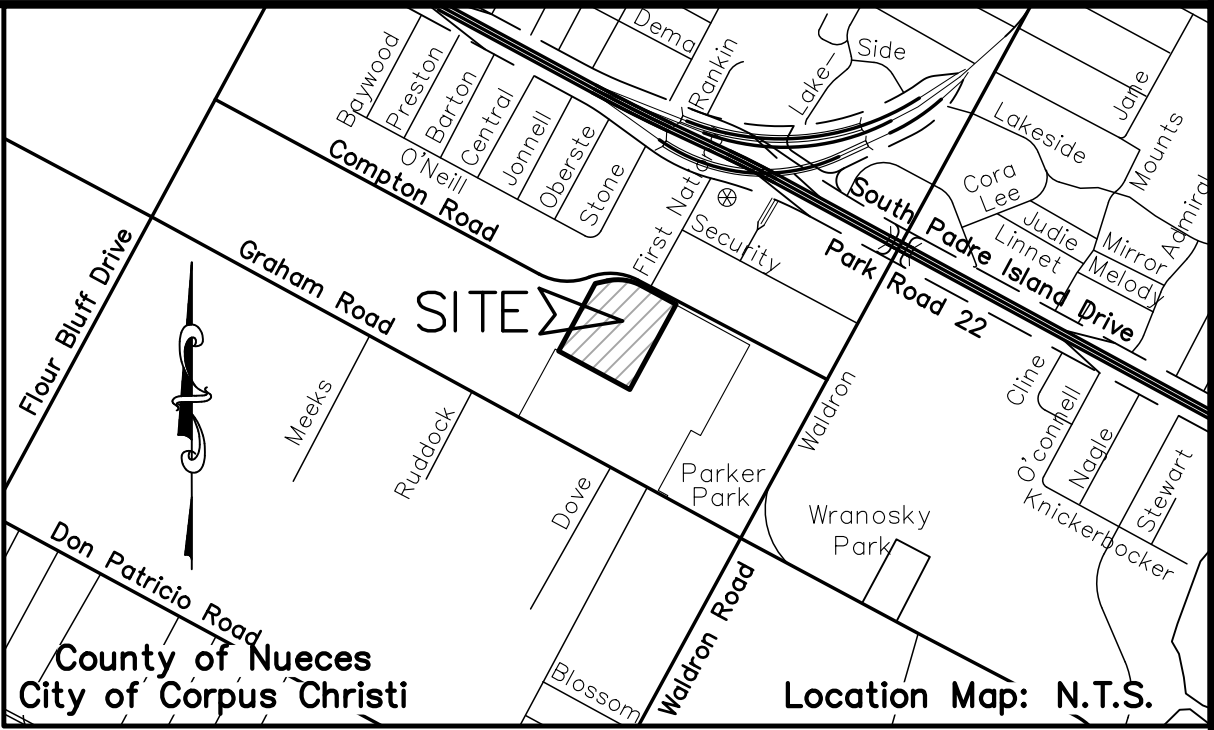 Dema
Rankin
Side
Lake-
Jane
Baywood
Preston
Barton
Central
Jonnell
Oberste
Stone
O'Neill
Lakeside
Mounts
Cora
Lee
Admiral
Compton Road
First Nat
Security
South Padre Island Drive
Park Road 22
Judie
Linnet
Mirror
Melody
Flour Bluff Drive
Graham Road
SITE
Meeks
Ruddock
Dove
Waldron
Cline
O'connell
Nagle
Stewart
Knickerbocker
Parker
Park
Wranosky
Park
Don Patricio Road
Waldron Road
Blossom
County of Nueces
City of Corpus Christi
Location Map: N.T.S.